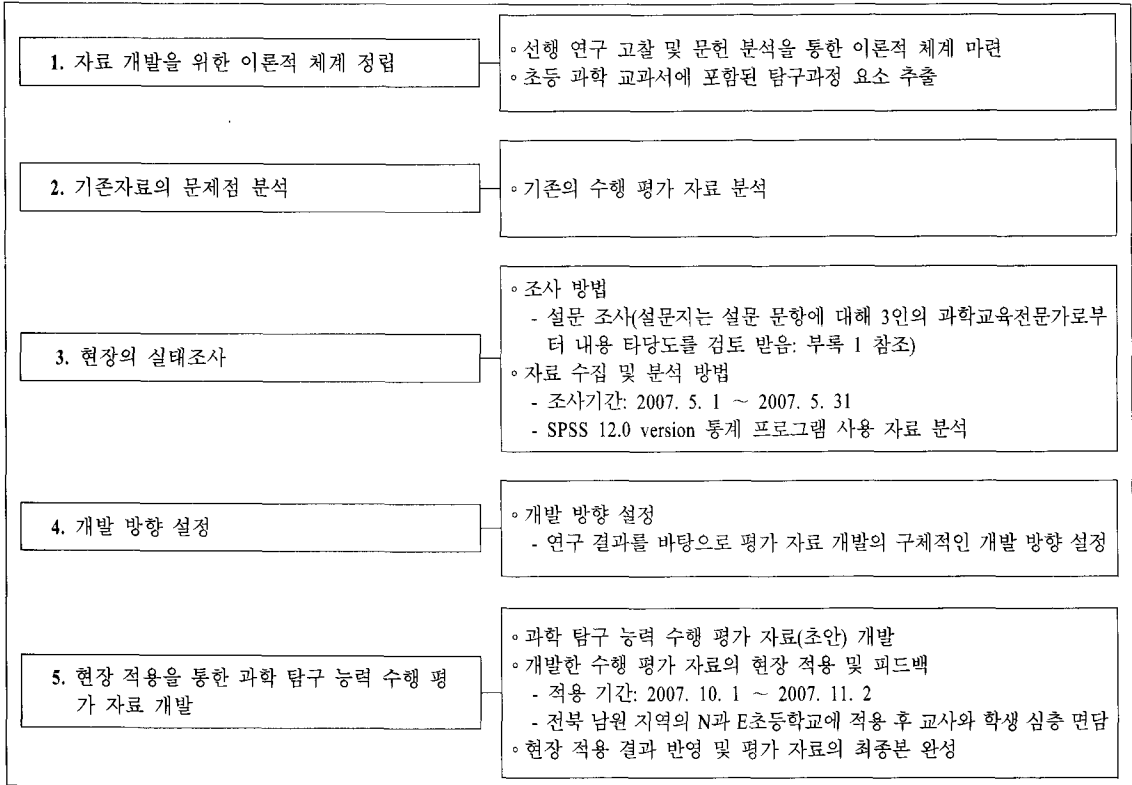 1. 자료 개발을 위한 이론적 체계 정립
◦ 선행 연구 고찰 및 문헌 분석을 통한 이론적 체계 마련
◦ 초등 과학 교과서에 포함된 탐구과정 요소 추출
2. 기존자료의 문제점 분석
◦ 기존의 수행 평가 자료 분석
3. 현장의 실태조사
◦ 조사 방법
- 설문 조사(설문지는 설문 문항에 대해 3인의 과학교육전문가로부
터 내용 타당도를 검토 받음: 부록 1 참조)
◦ 자료 수집 및 분석 방법
- 조사기간: 2007. 5. 1 ～ 2007. 5. 31
- SPSS 12.0 version 통계 프로그램 사용 자료 분석
4. 개발 방향 설정
◦ 개발 방향 설정
- 연구 결과를 바탕으로 평가 자료 개발의 구체적인 개발 방향 설정
5. 현장 적용을 통한 과학 탐구 능력 수행 평
가 자료 개발
◦ 과학 탐구 능력 수행 평가 자료(초안) 개발
◦ 개발한 수행 평가 자료의 현장 적용 및 피드백
- 적용 기간: 2007. 10. 1 ～ 2007. 11. 2
- 전북 남원 지역의 N과 E초등학교에 적용 후 교사와 학생 심층 면담
◦ 현장 적용 결과 반영 및 평가 자료의 최종본 완성